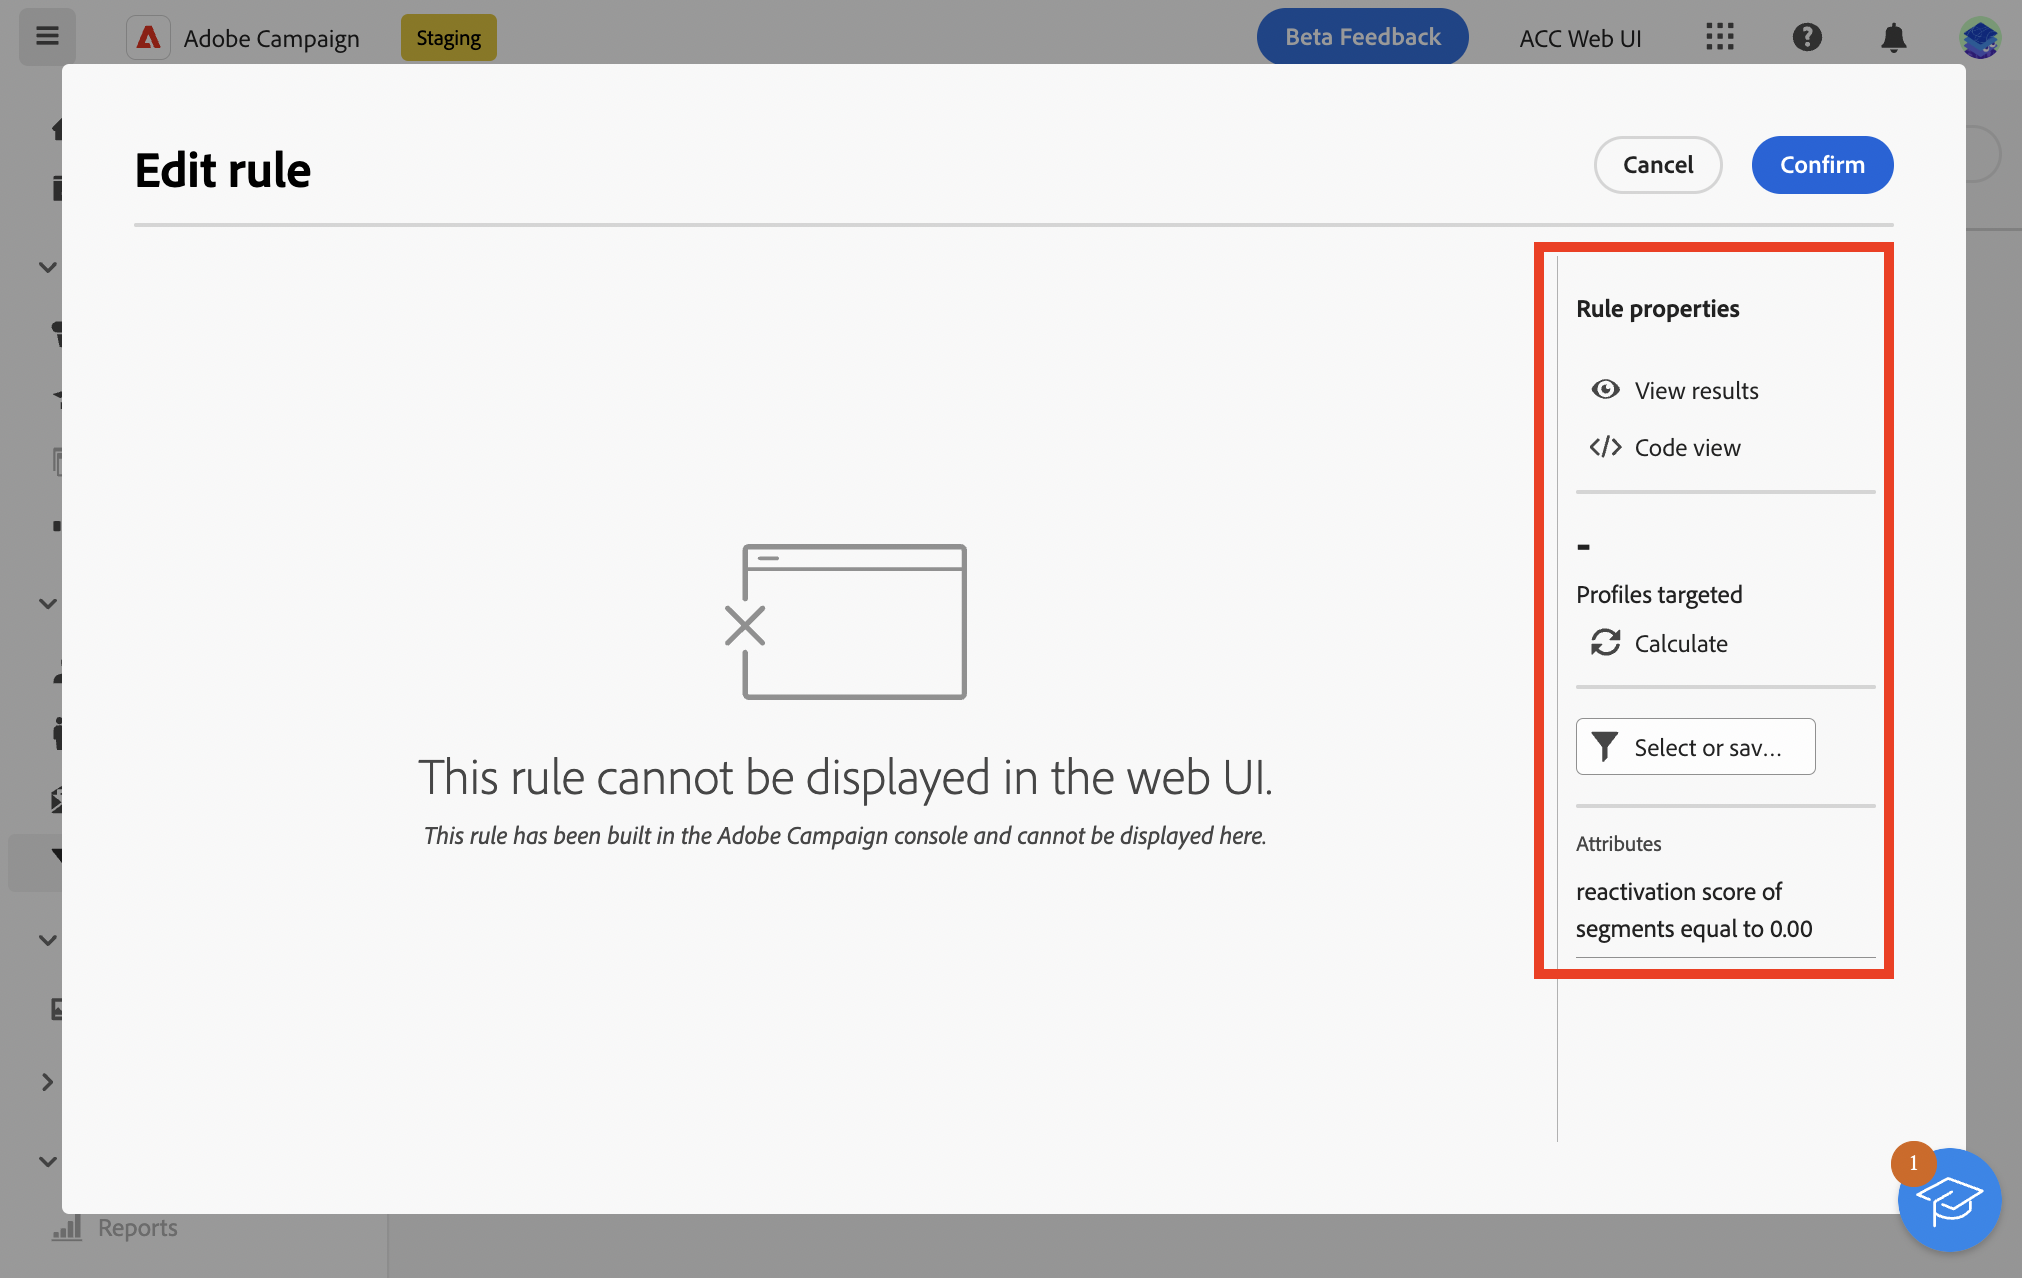 Adobe Campaign
Staging
Beta Feedback
ACC Web UI
Edit rule
Cancel
Confirm
This rule cannot be displayed in the web UI.
This rule has been built in the Adobe Campaign console and cannot be displayed here.
Rule properties
View results
Code view
-
Profiles targeted
Calculate
Select or sav...
Attributes
reactivation score of
segments equal to 0.00
1
Reports